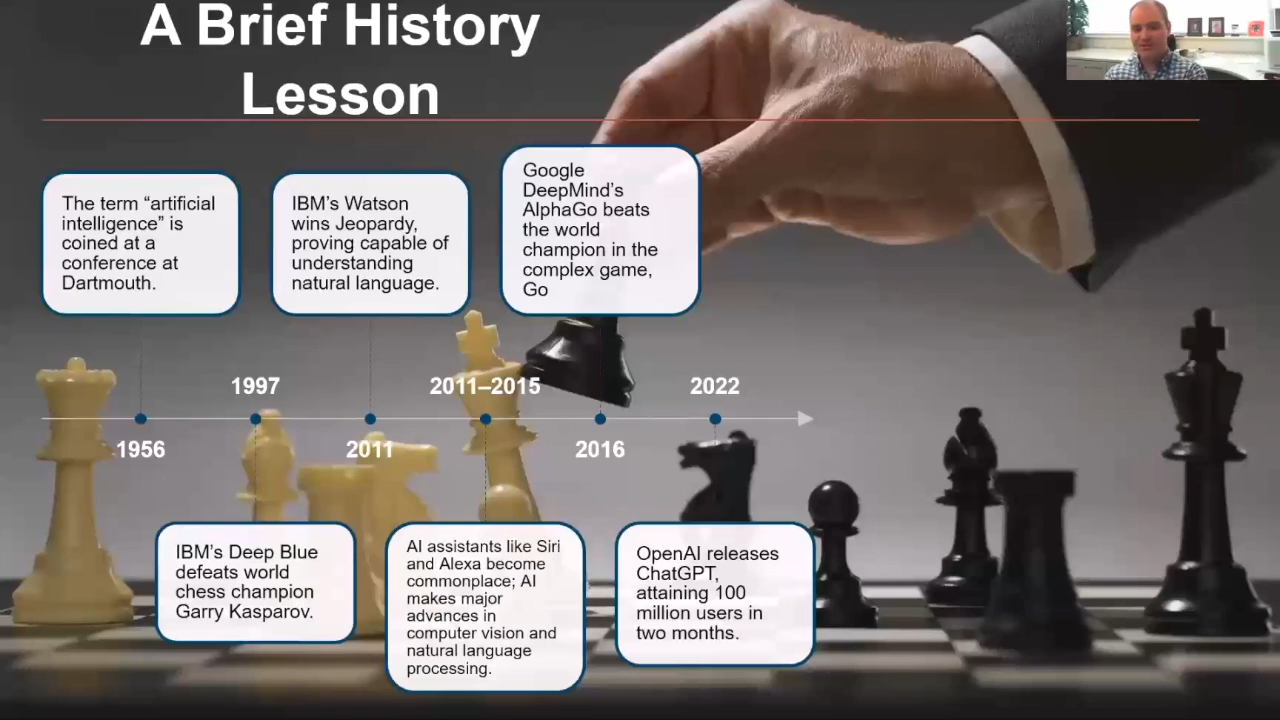 A Brief History
Lesson
The term “artificial
intelligence” is
coined at a
conference at
Dartmouth.
IBM’s Watson
wins Jeopardy,
proving capable of
understanding
natural language.
Google
DeepMind’s
AlphaGo beats
the world
champion in the
complex game,
Go
1997
2011–2015
2022
1956
2011
2016
IBM’s Deep Blue
defeats world
chess champion
Garry Kasparov.
AI assistants like Siri
and Alexa become
commonplace; AI
makes major
advances in
computer vision and
natural language
processing.
OpenAI releases
ChatGPT,
attaining 100
million users in
two months.